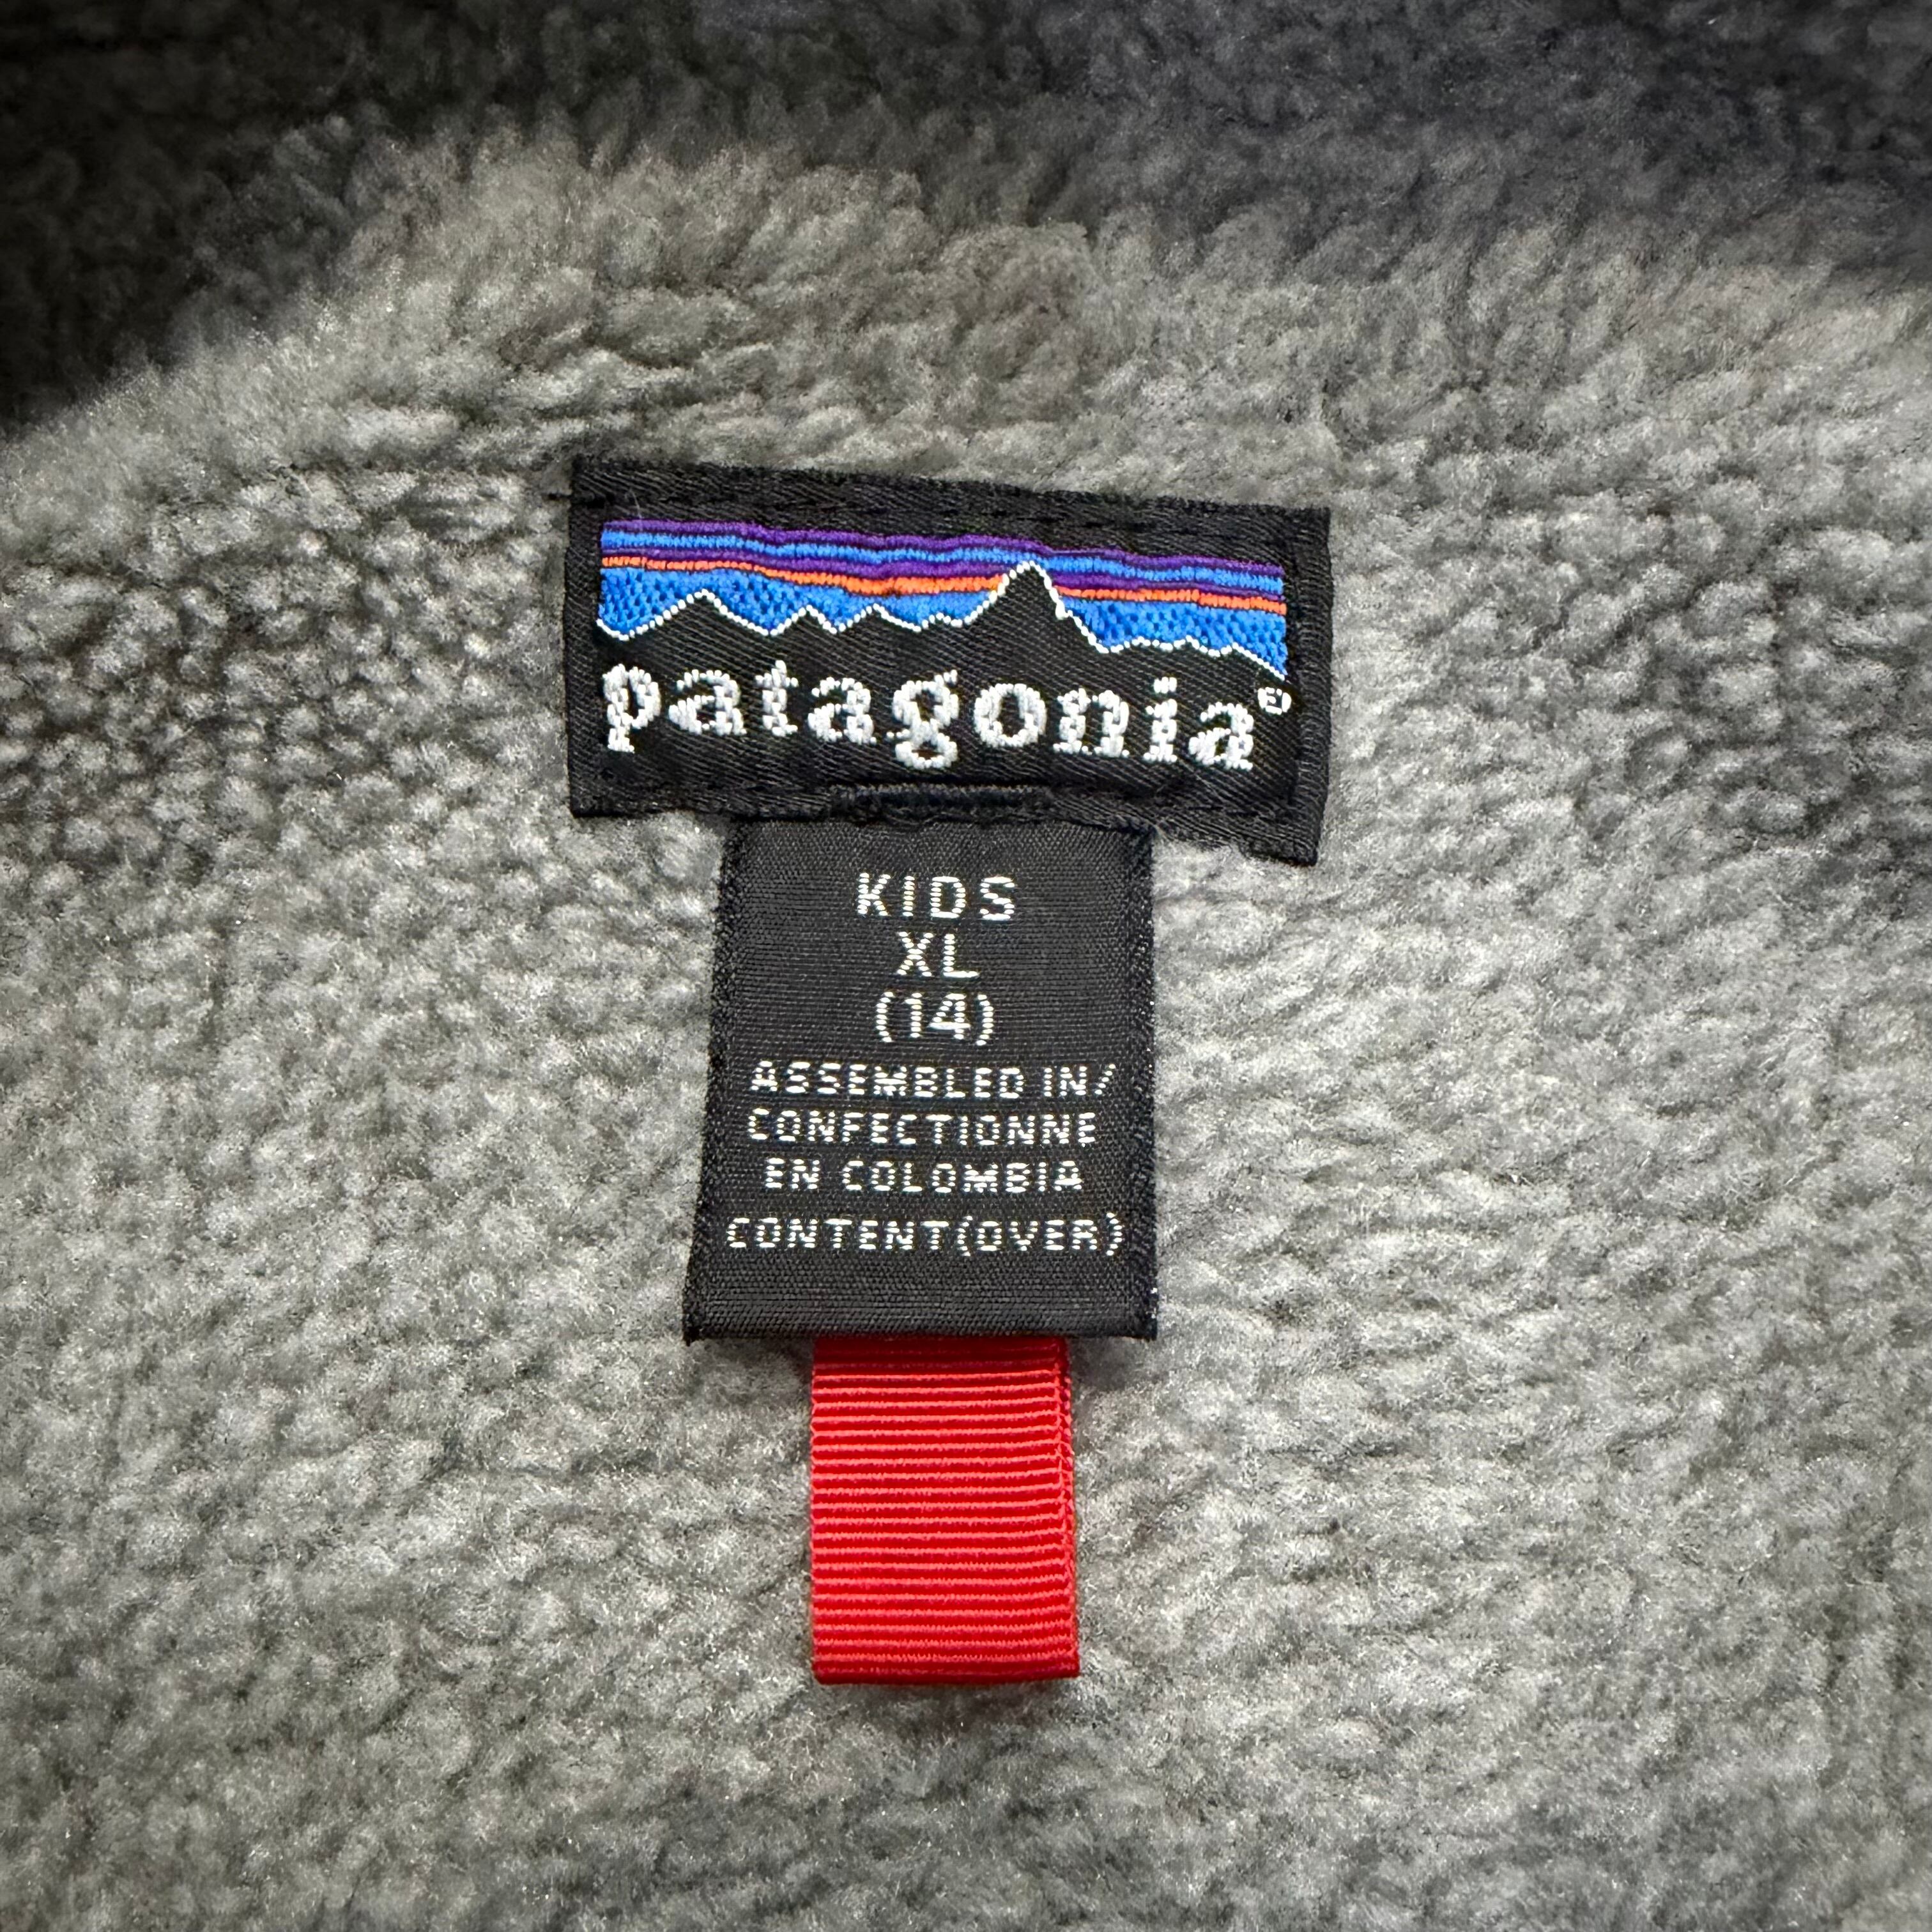 patagonia®
KIDS
XL
(14)
ASSEMBLED IN/
CONFECTIONNE
EN COLOMBIA
CONTENT(OVER)